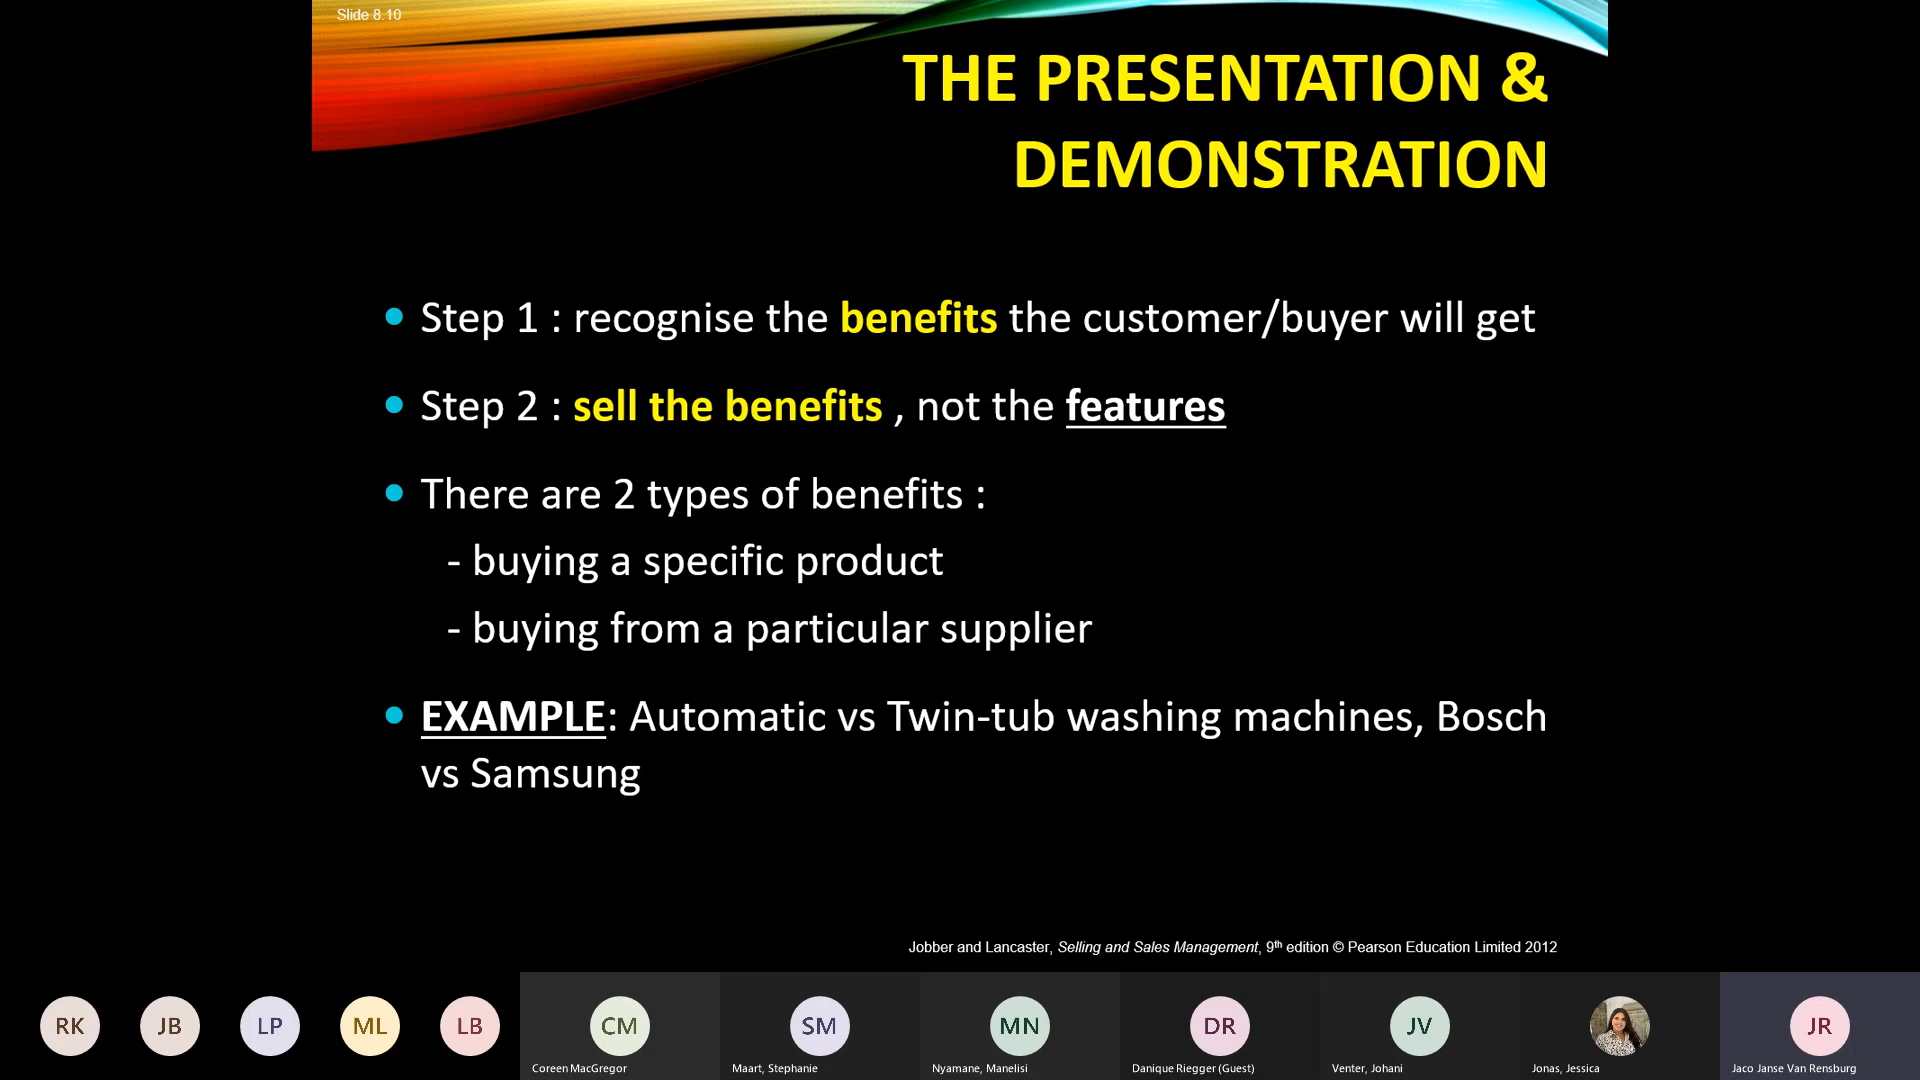 Slide 8.10
THE PRESENTATION &
DEMONSTRATION
• Step 1 : recognise the benefits the customer/buyer will get
• Step 2 : sell the benefits , not the features
• There are 2 types of benefits :
- buying a specific product
- buying from a particular supplier
• EXAMPLE: Automatic vs Twin-tub washing machines, Bosch
vs Samsung
Jobber and Lancaster, Selling and Sales Management, 9th edition © Pearson Education Limited 2012
RK JB LP ML LB CM SM MN DR JV JR
Coreen MacGregor Maart, Stephanie Nyamane, Manelisi Danique Riegger (Guest) Venter, Johani Jonas, Jessica Jaco Janse Van Rensburg